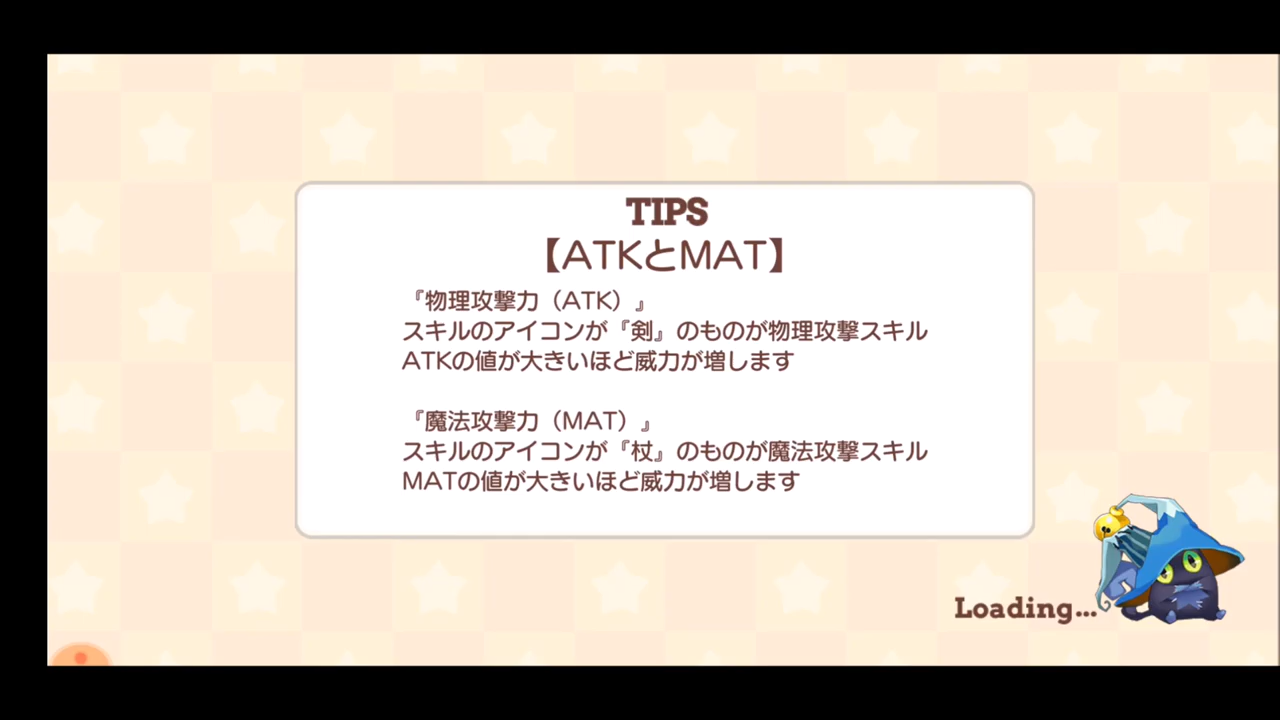 TIPS
【ATKとMAT】
『物理攻撃力（ATK）』
スキルのアイコンが『剣』のものが物理攻撃スキル
ATKの値が大きいほど威力が増します
『魔法攻撃力（MAT）』
スキルのアイコンが『杖』のものが魔法攻撃スキル
MATの値が大きいほど威力が増します
Loading...